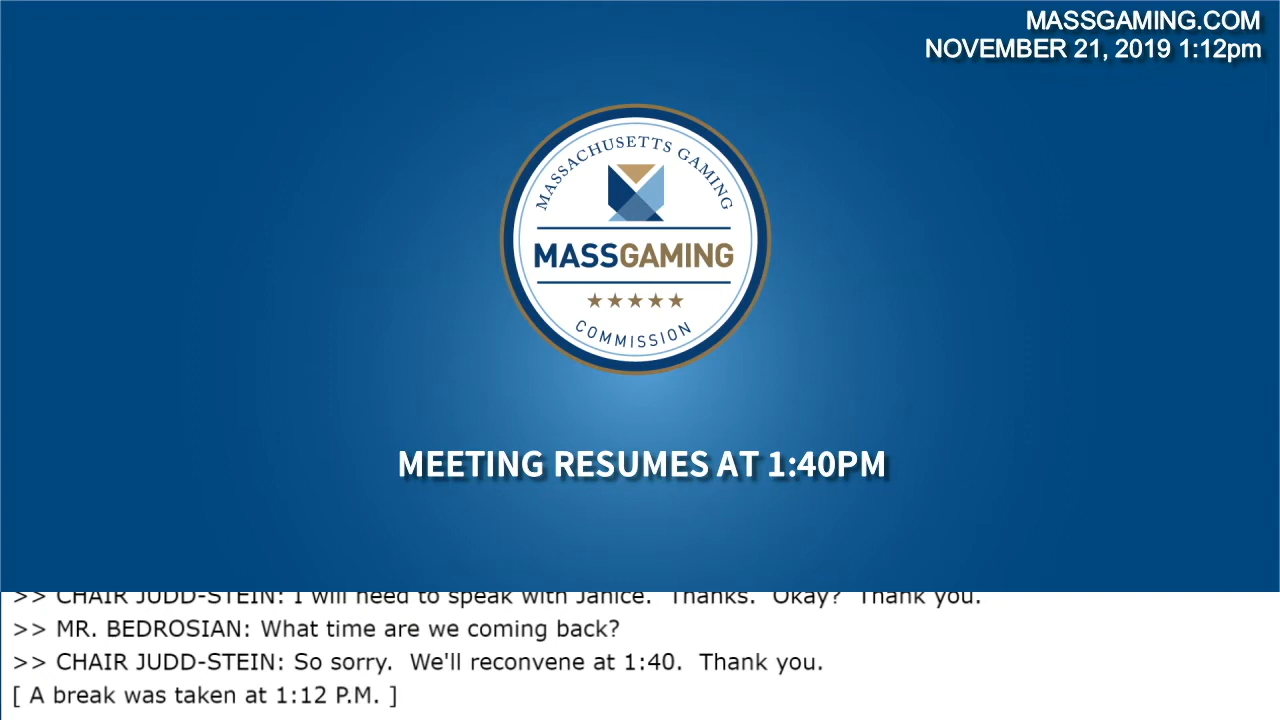 MASSGAMING.COM
NOVEMBER 21, 2019 1:12pm
MASSACHUSETTS GAMING
MASSGAMING
COMMISSION
MEETING RESUMES AT 1:40PM
>> CHAIR JUDD-STEIN: I will need to speak with Janice.  Thanks.  Okay?  Thank you.
>> MR. BEDROSIAN: What time are we coming back?
>> CHAIR JUDD-STEIN: So sorry.  We'll reconvene at 1:40.  Thank you.
[ A break was taken at 1:12 P.M. ]